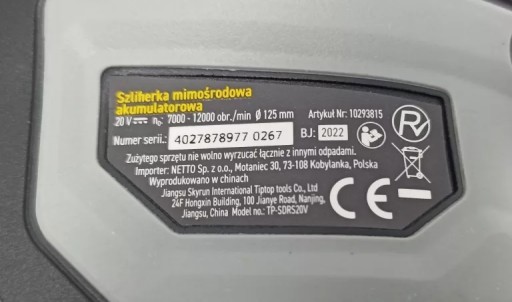 Szlifierka mimośrodowa
akumulatorowa
20 V⎓ n₀: 7000 - 12000 obr./min Ø 125 mm Artykuł Nr: 10293815
Numer serii.: 4027878977 0267 BJ: 2022
Zużytego sprzętu nie wolno wyrzucać łącznie z innymi odpadami.
Importer: NETTO Sp. z o.o., Motaniec 30, 73-108 Kobylanka, Polska
Wyprodukowano w chinach
Jiangsu Skyrun International Tiptop tools Co., Ltd
24F Hongxin Building, 100 Jianye Road, Nanjing,
Jiangsu, China Model no.: TP-SDRS20V
CE